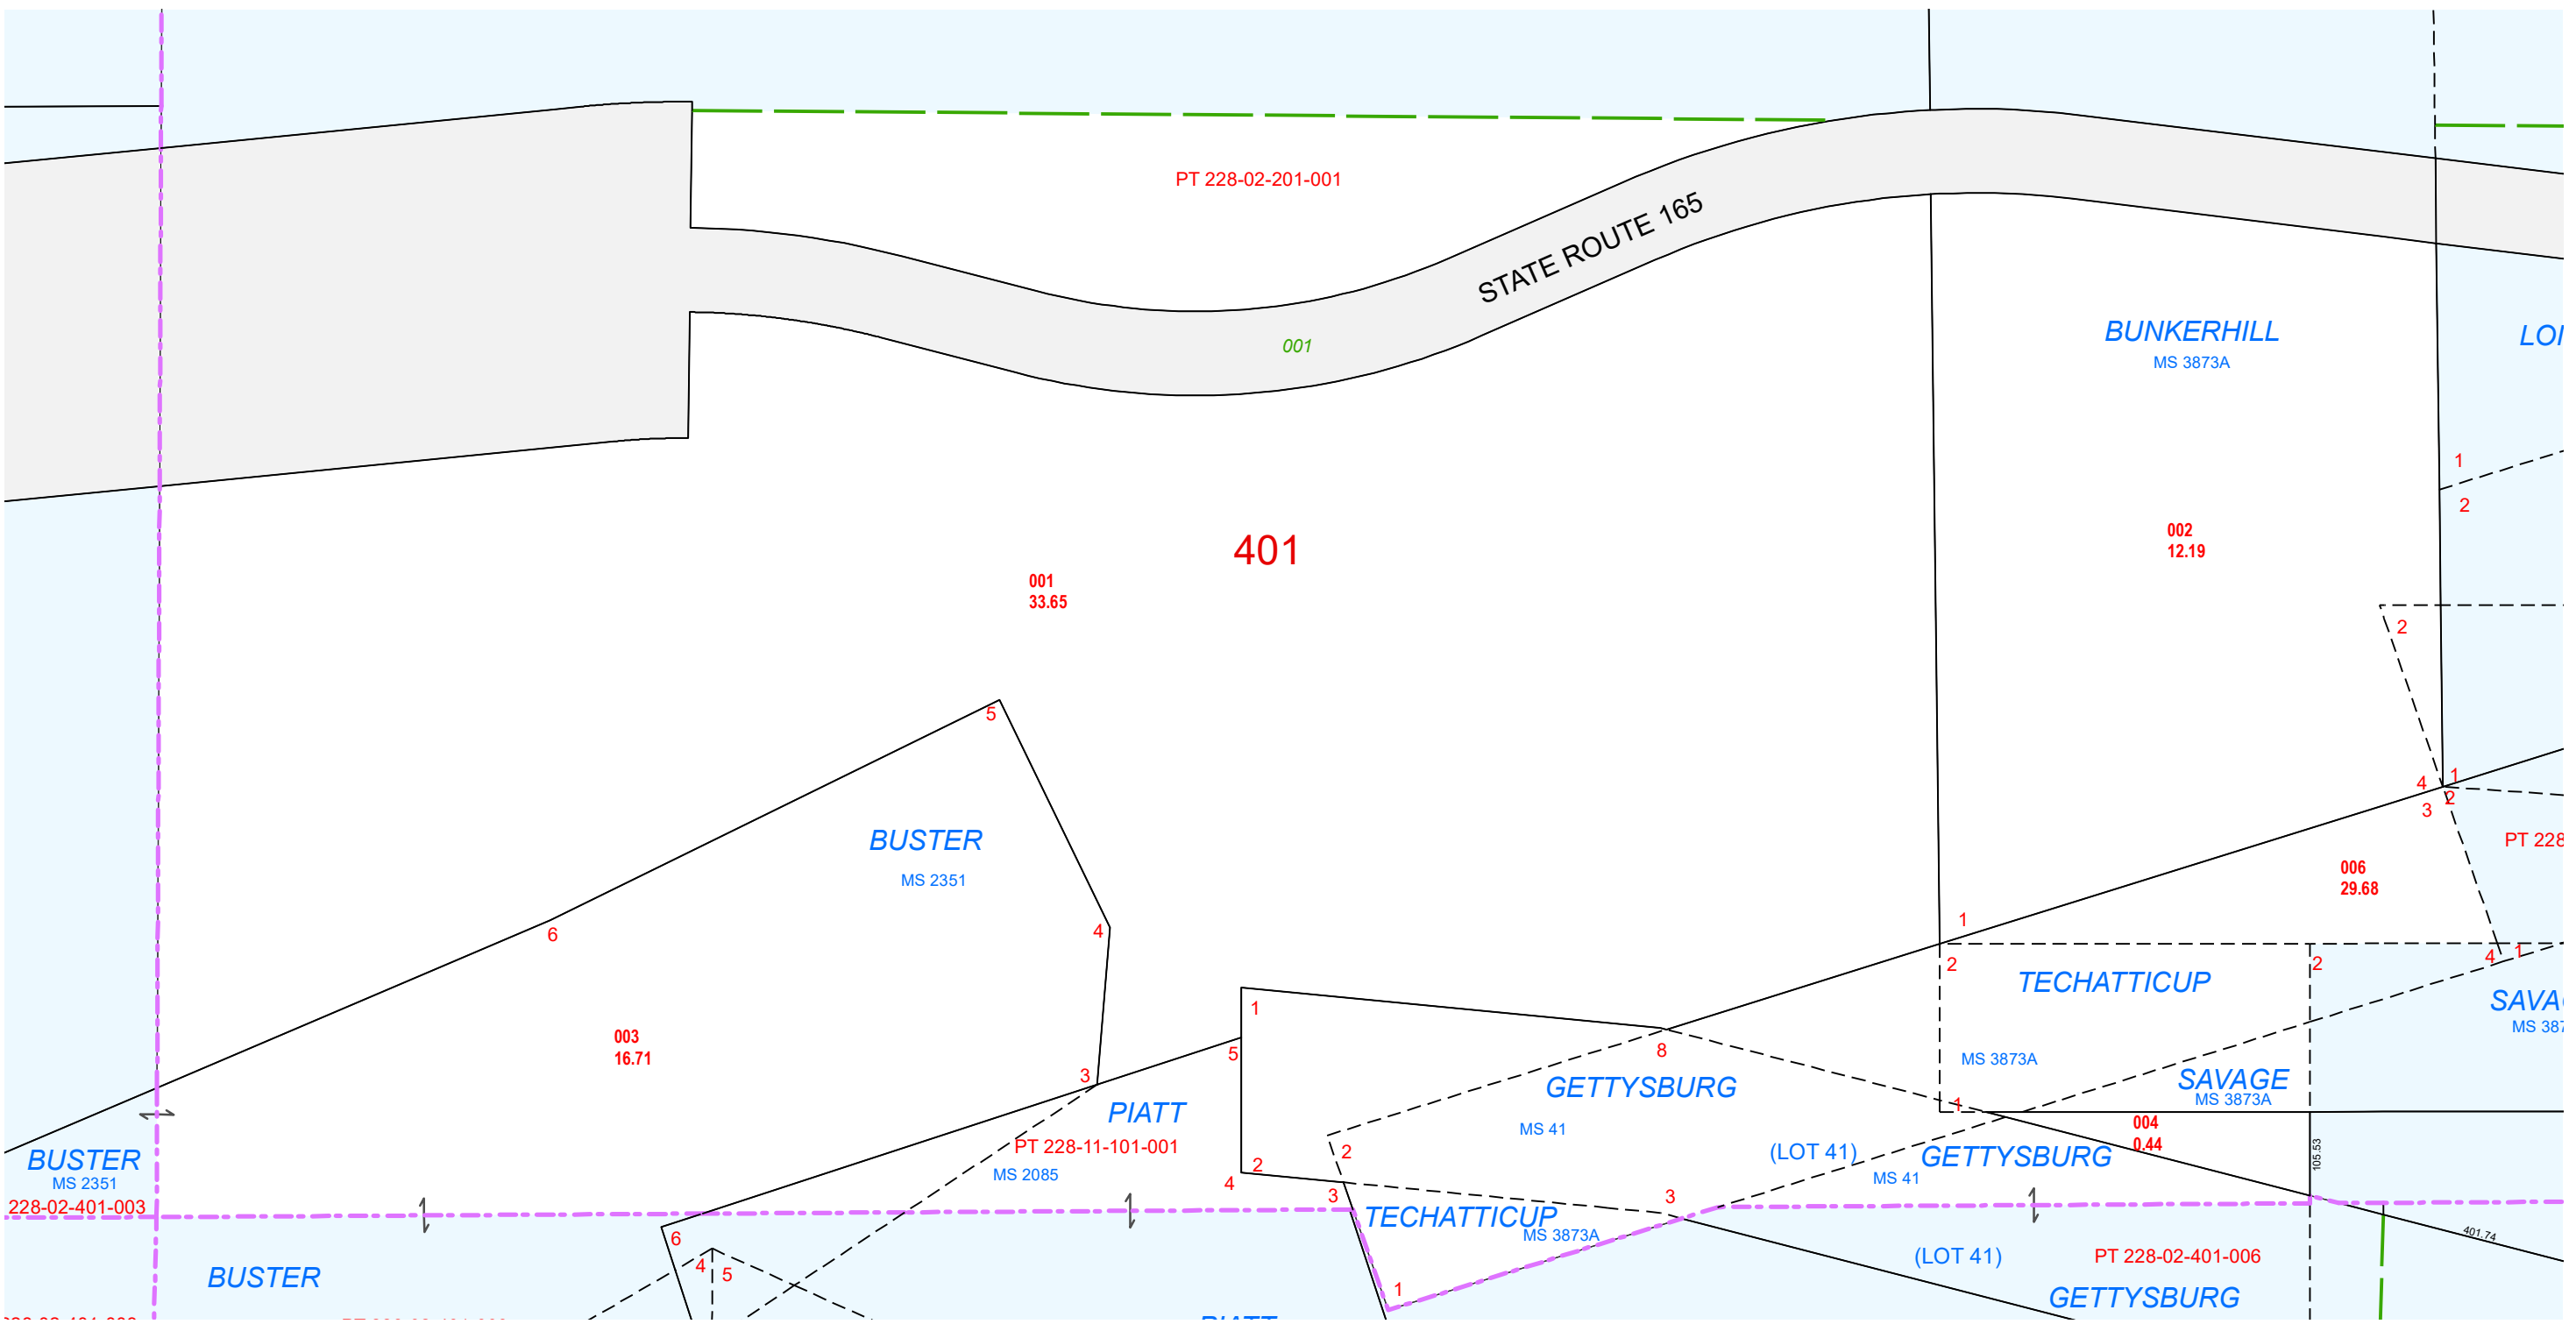 PT 228-02-201-001
STATE ROUTE 165
001
BUNKERHILL
MS 3873A
1
2
401
002
12.19
001
33.65
2
5
4
1
2
3
BUSTER
MS 2351
PT 228
006
29.68
6
4
1
2
2
4
1
TECHATTICUP
MS 3873A
003
16.71
1
5
8
3
GETTYSBURG
MS 41
(LOT 41)
SAVAGE
MS 3873A
1
004
0.44
105.53
PIATT
PT 228-11-101-001
MS 2085
2
4
2
3
3
GETTYSBURG
MS 41
BUSTER
MS 2351
228-02-401-003
TECHATTICUP
MS 3873A
6
4
5
1
401.74
(LOT 41)
PT 228-02-401-006
GETTYSBURG
BUSTER